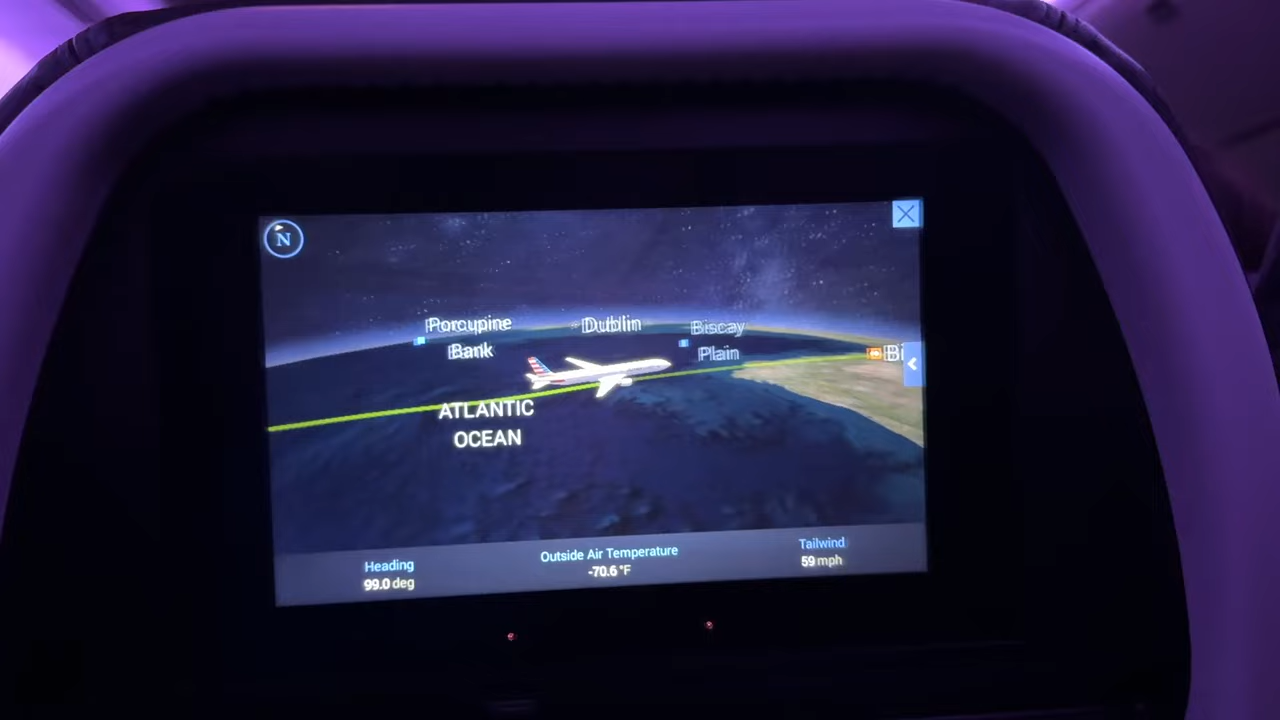 N
Porcupine
Bank
Dublin
Biscay
Plain
Bi
ATLANTIC
OCEAN
Heading
99.0 deg
Outside Air Temperature
-70.6 °F
Tailwind
59 mph